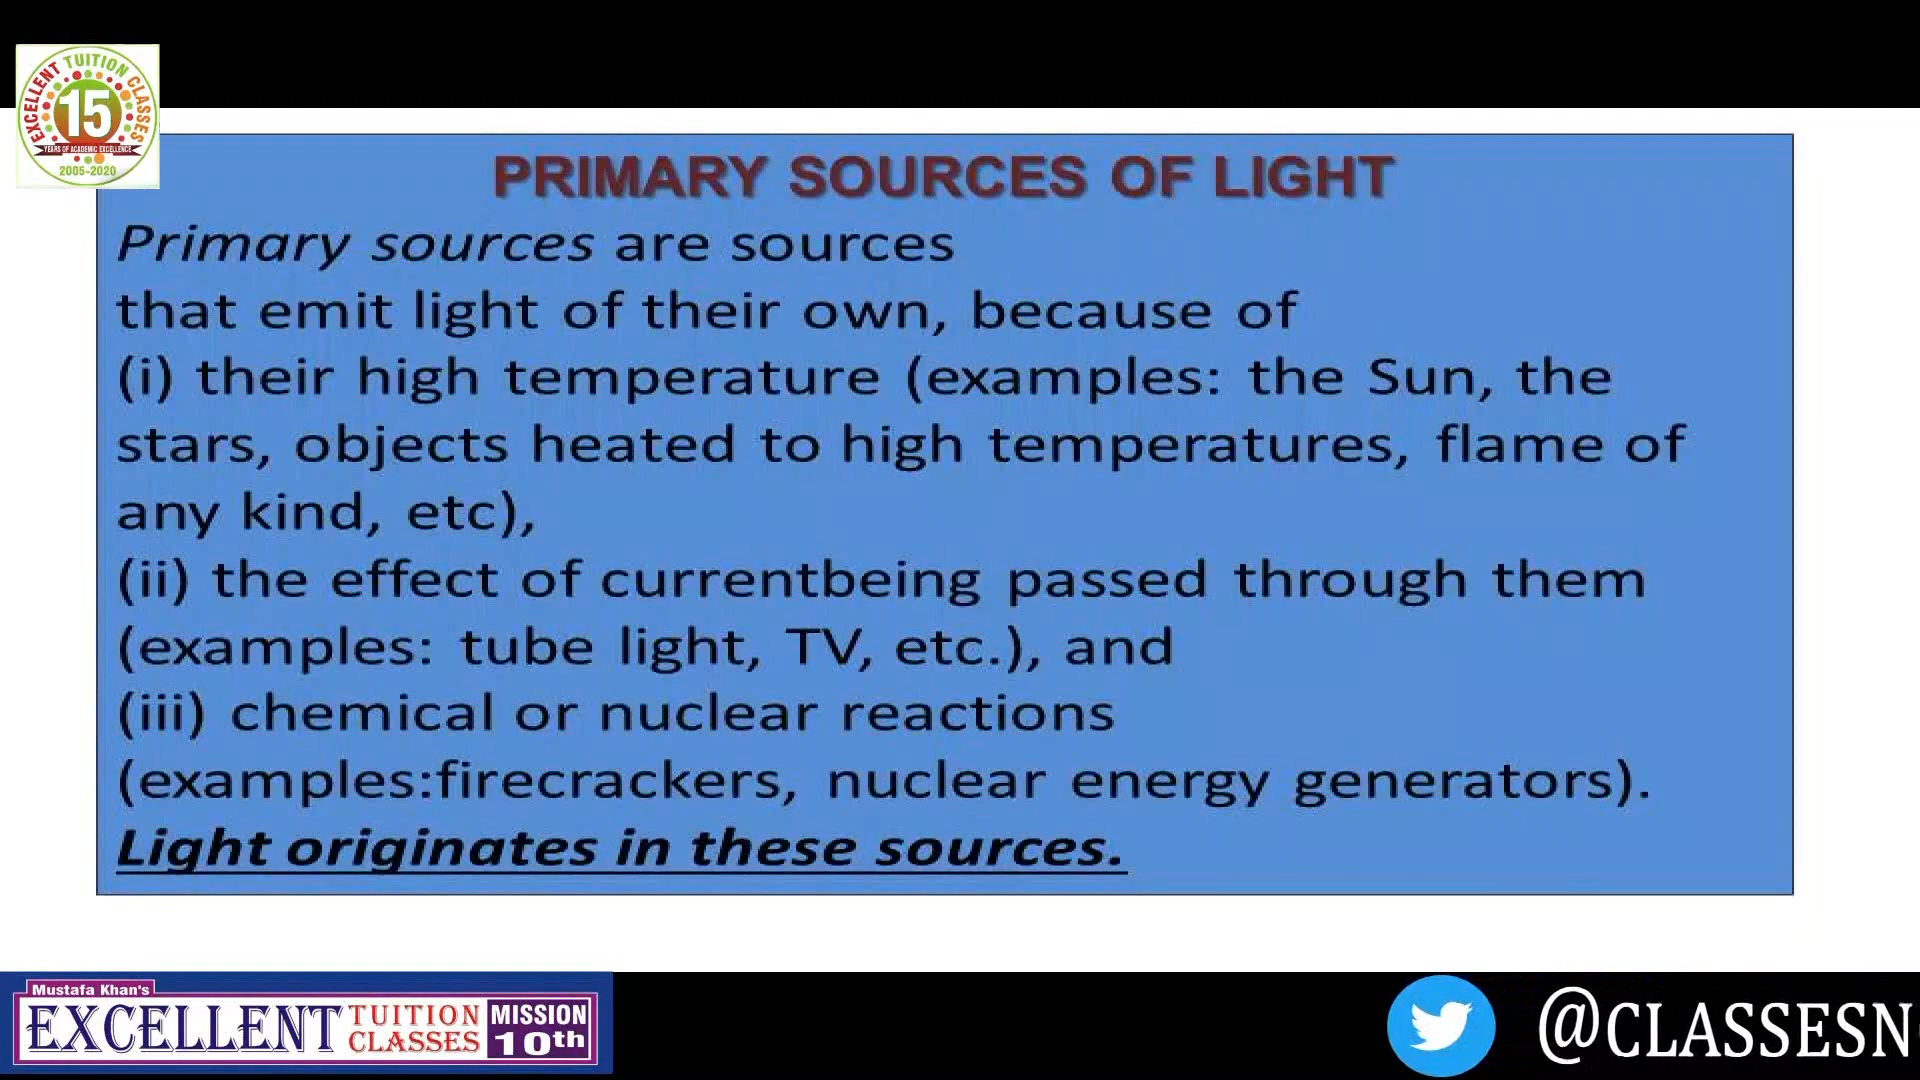 EXCELLENT TUITION CLASSES
15
YEARS OF ACADEMIC EXCELLENCE
2005-2020
PRIMARY SOURCES OF LIGHT
Primary sources are sources
that emit light of their own, because of
(i) their high temperature (examples: the Sun, the
stars, objects heated to high temperatures, flame of
any kind, etc),
(ii) the effect of currentbeing passed through them
(examples: tube light, TV, etc.), and
(iii) chemical or nuclear reactions
(examples:firecrackers, nuclear energy generators).
Light originates in these sources.
Mustafa Khan's
EXCELLENT TUITION CLASSES MISSION 10th
@CLASSESN